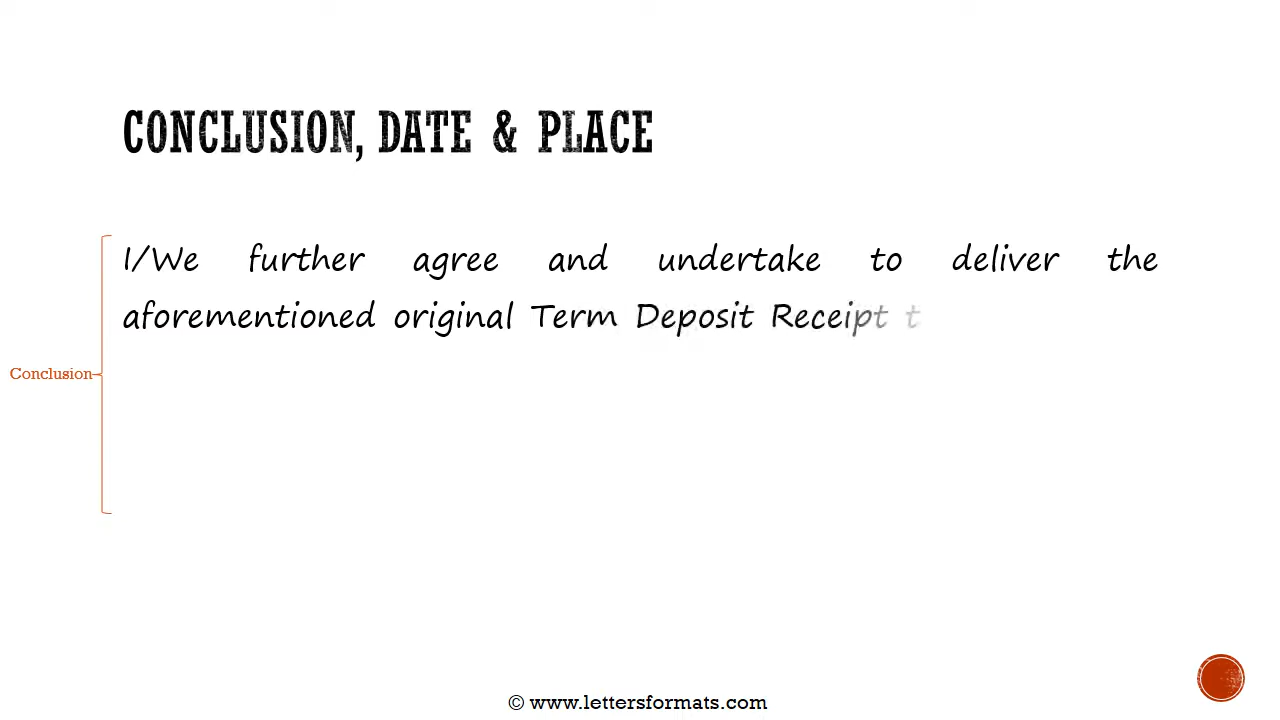 CONCLUSION, DATE & PLACE
I/We further agree and undertake to deliver the
aforementioned original Term Deposit Receipt
Conclusion
© www.lettersformats.com